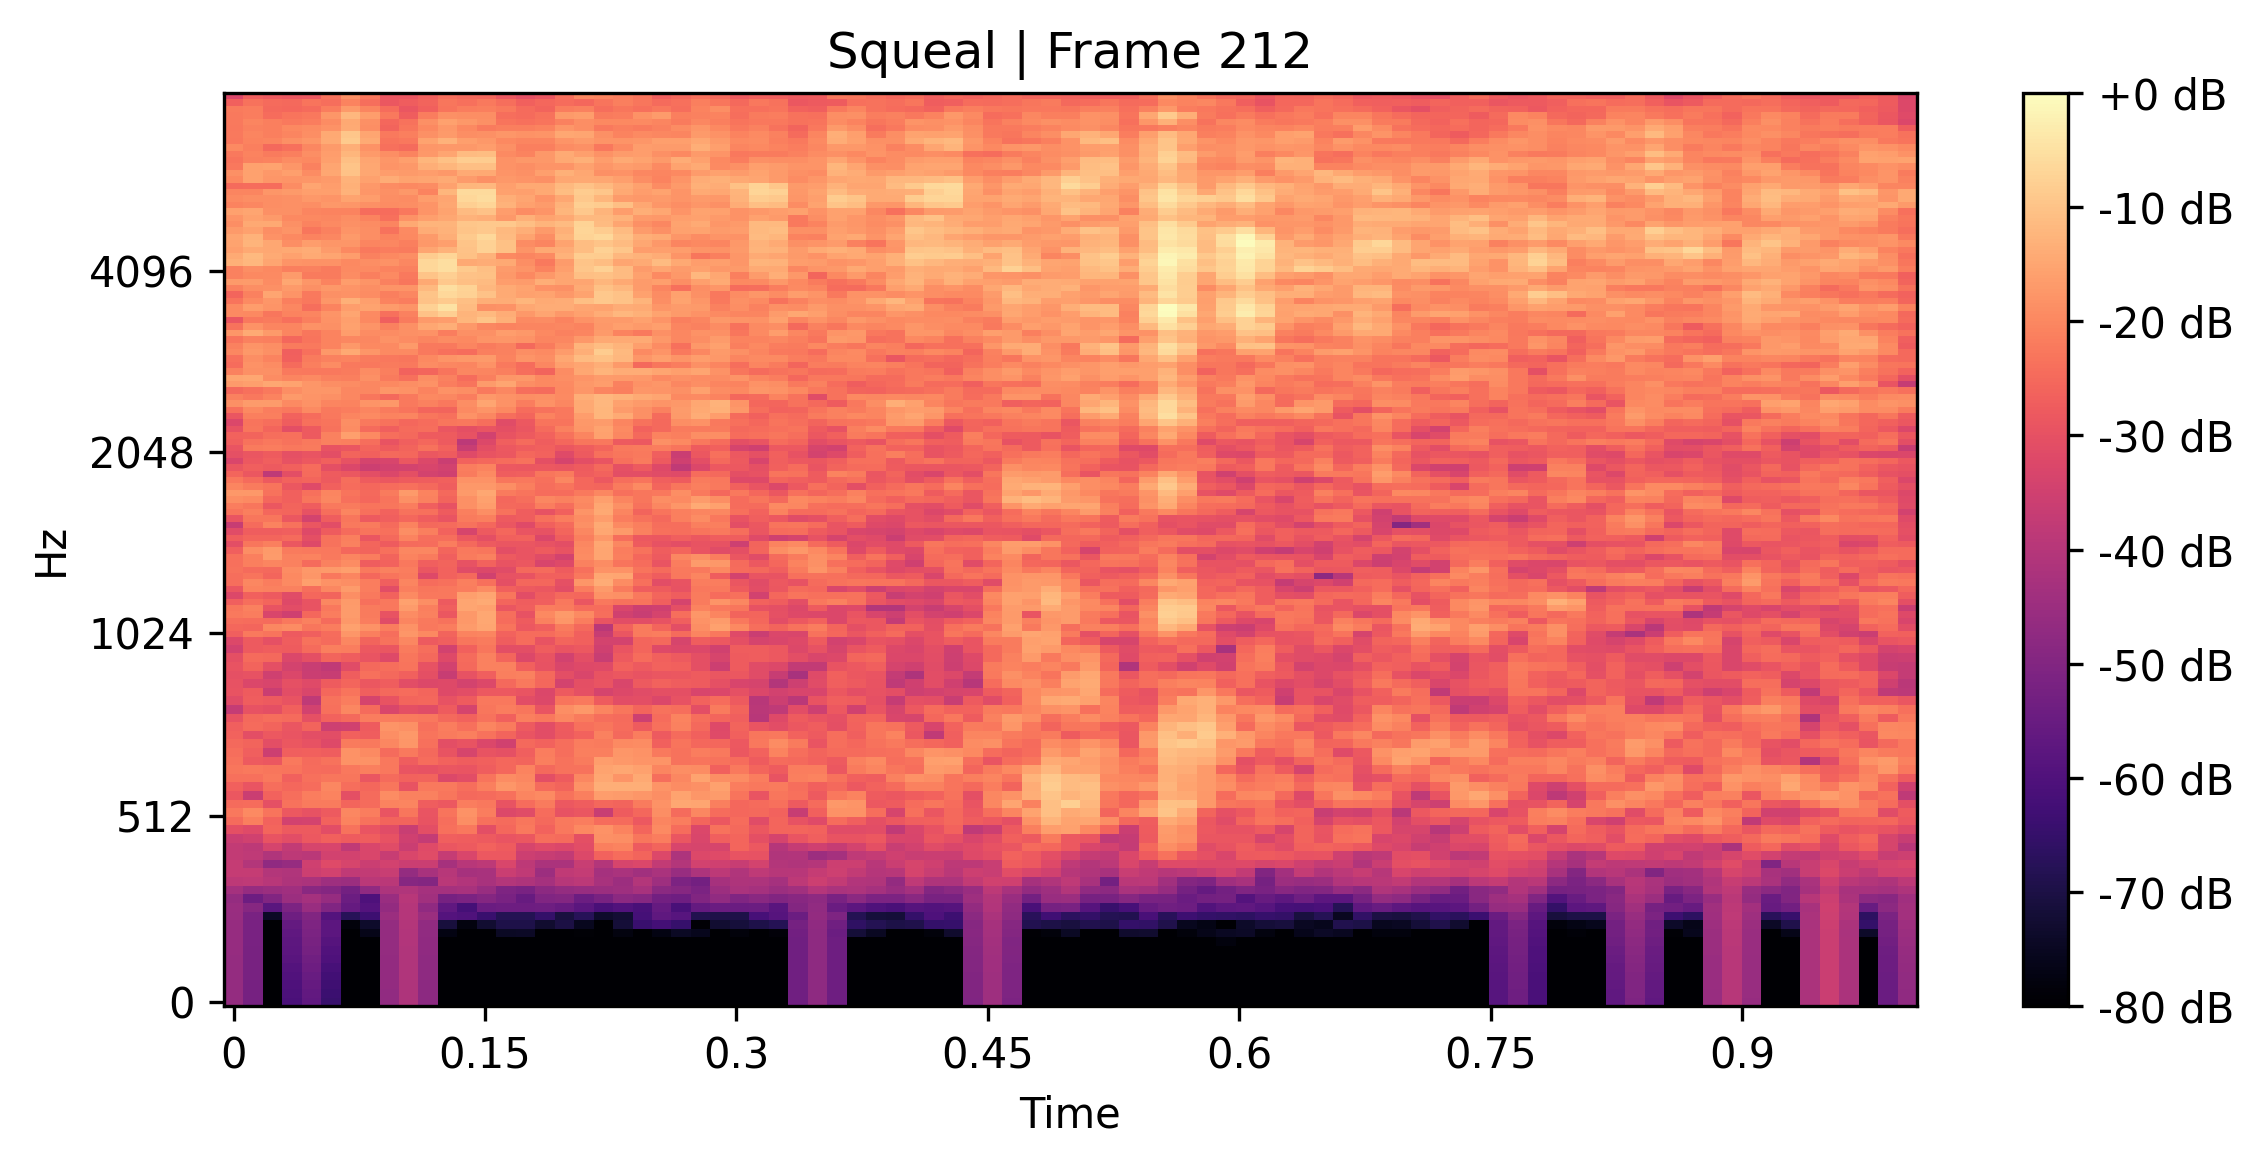 Squeal | Frame 212
+0 dB
-10 dB
-20 dB
-30 dB
-40 dB
-50 dB
-60 dB
-70 dB
-80 dB
Hz
4096
2048
1024
512
0
0 0.15 0.3 0.45 0.6 0.75 0.9
Time